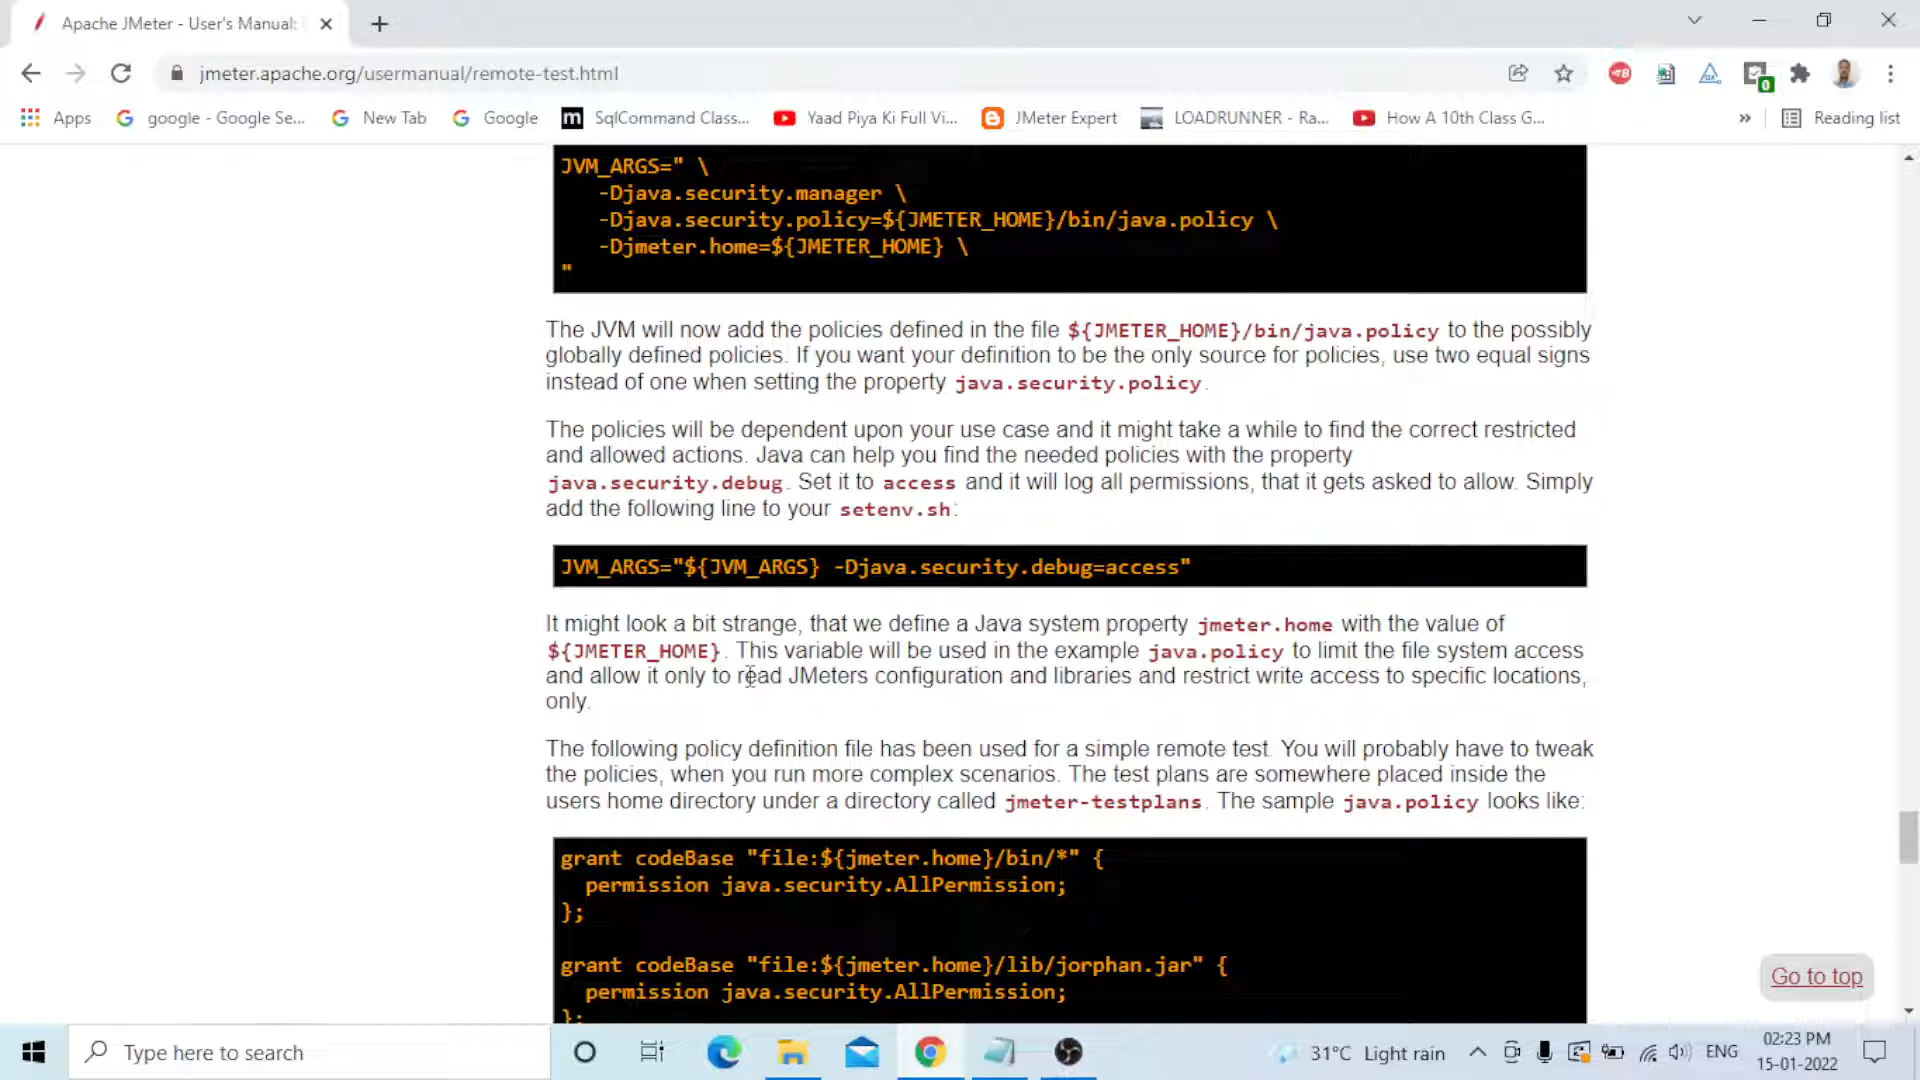 Apache JMeter - User's Manual:
jmeter.apache.org/usermanual/remote-test.html
Apps
google - Google Se...
New Tab
Google
SqlCommand Class...
Yaad Piya Ki Full Vi...
JMeter Expert
LOADRUNNER - Ra...
How A 10th Class G...
»
Reading list
JVM_ARGS=" \
-Djava.security.manager \
-Djava.security.policy=${JMETER_HOME}/bin/java.policy \
-Djmeter.home=${JMETER_HOME} \
"
The JVM will now add the policies defined in the file ${JMETER_HOME}/bin/java.policy to the possibly
globally defined policies. If you want your definition to be the only source for policies, use two equal signs
instead of one when setting the property java.security.policy.
The policies will be dependent upon your use case and it might take a while to find the correct restricted
and allowed actions. Java can help you find the needed policies with the property
java.security.debug. Set it to access and it will log all permissions, that it gets asked to allow. Simply
add the following line to your setenv.sh:
JVM_ARGS="${JVM_ARGS} -Djava.security.debug=access"
It might look a bit strange, that we define a Java system property jmeter.home with the value of
${JMETER_HOME}. This variable will be used in the example java.policy to limit the file system access
and allow it only to read JMeters configuration and libraries and restrict write access to specific locations,
only.
The following policy definition file has been used for a simple remote test. You will probably have to tweak
the policies, when you run more complex scenarios. The test plans are somewhere placed inside the
users home directory under a directory called jmeter-testplans. The sample java.policy looks like:
grant codeBase "file:${jmeter.home}/bin/*" {
permission java.security.AllPermission;
};
grant codeBase "file:${jmeter.home}/lib/jorphan.jar" {
permission java.security.AllPermission;
};
Go to top
Type here to search
31°C Light rain
ENG
02:23 PM
15-01-2022